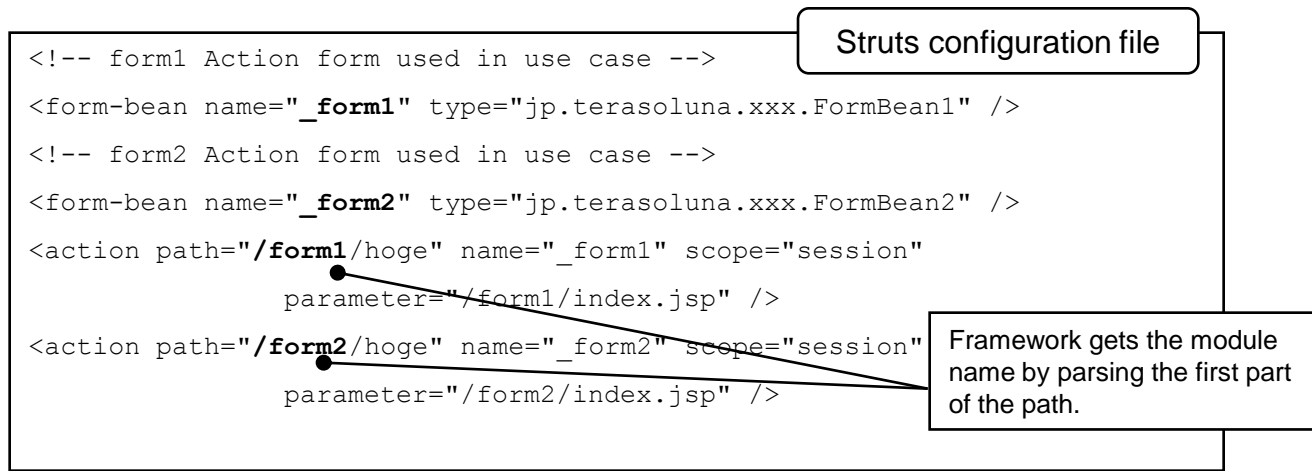 Struts configuration file
<!-- form1 Action form used in use case -->
<form-bean name="_form1" type="jp.terasoluna.xxx.FormBean1" />
<!-- form2 Action form used in use case -->
<form-bean name="_form2" type="jp.terasoluna.xxx.FormBean2" />
<action path="/form1/hoge" name="_form1" scope="session"
parameter="/form1/index.jsp" />
<action path="/form2/hoge" name="_form2" scope="session"
parameter="/form2/index.jsp" />
Framework gets the module
name by parsing the first part
of the path.